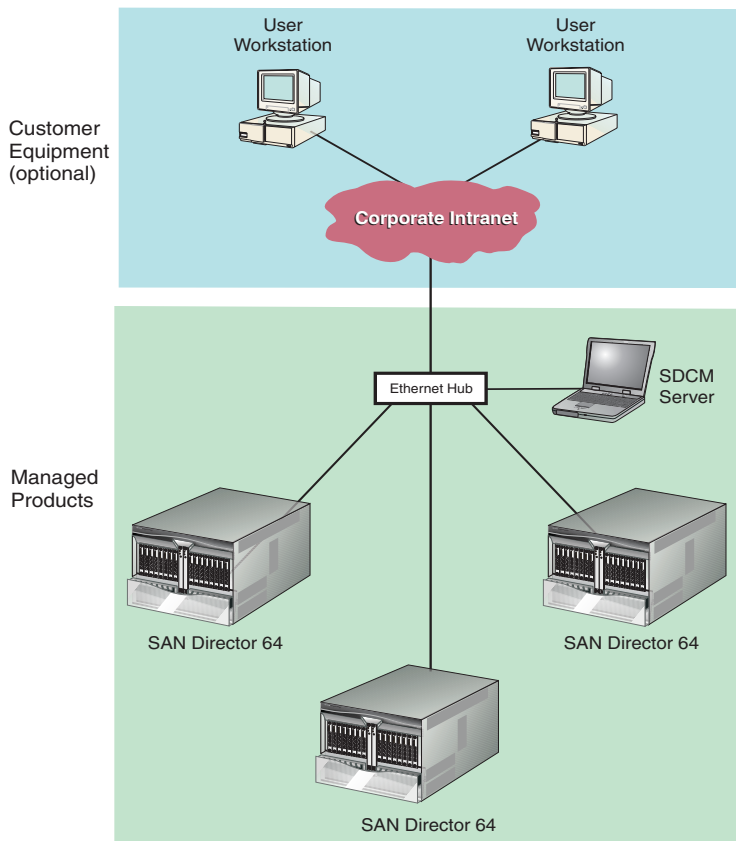 User
Workstation
User
Workstation
Customer
Equipment
(optional)
Corporate Intranet
Ethernet Hub
SDCM
Server
Managed
Products
SAN Director 64
SAN Director 64
SAN Director 64